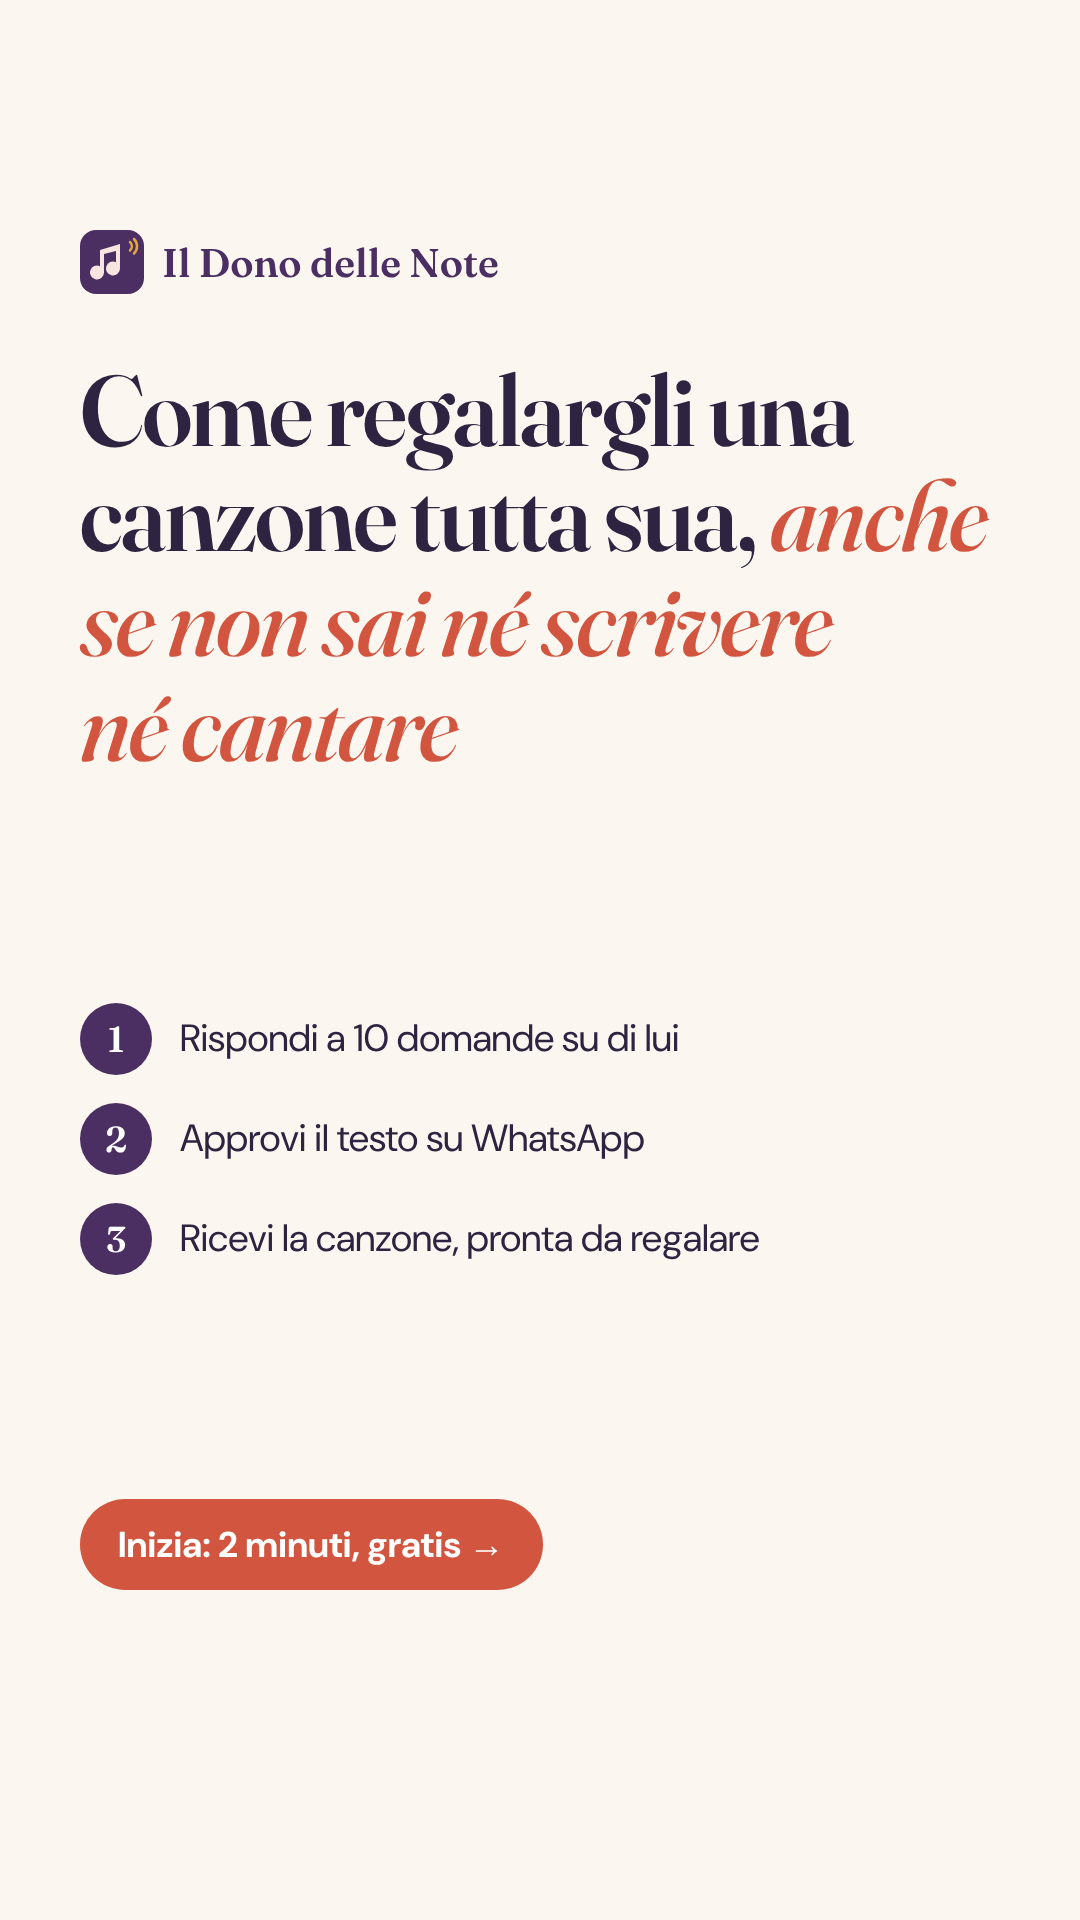 Il Dono delle Note
Come regalargli una
canzone tutta sua, anche
se non sai né scrivere
né cantare
1 Rispondi a 10 domande su di lui
2 Approvi il testo su WhatsApp
3 Ricevi la canzone, pronta da regalare
Inizia: 2 minuti, gratis →